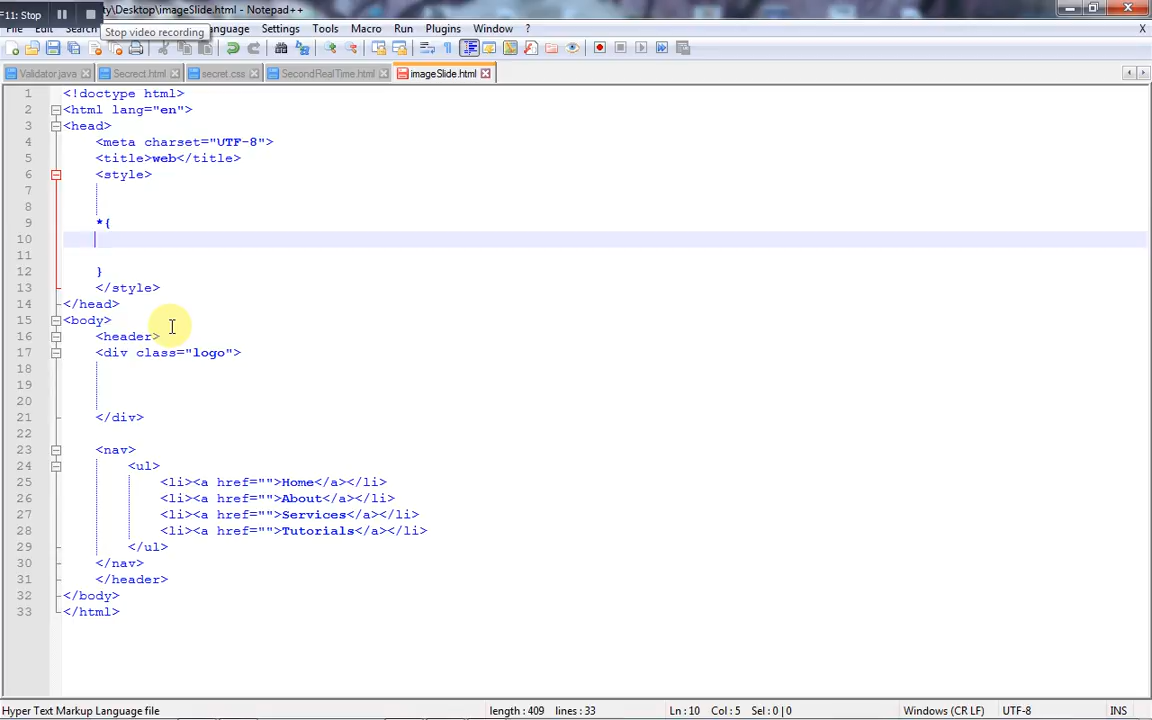 F11: Stop
ty\Desktop\imageSlide.html - Notepad++
File Edit Search Language Settings Tools Macro Run Plugins Window ? X
Stop video recording
Validator.java Secrect.html secret.css SecondRealTime.html imageSlide.html
1 <!doctype html>
2 <html lang="en">
3 <head>
4 <meta charset="UTF-8">
5 <title>web</title>
6 <style>
7
8
9 *{
10
11
12 }
13 </style>
14 </head>
15 <body>
16 <header>
17 <div class="logo">
18
19
20
21 </div>
22
23 <nav>
24 <ul>
25 <li><a href="">Home</a></li>
26 <li><a href="">About</a></li>
27 <li><a href="">Services</a></li>
28 <li><a href="">Tutorials</a></li>
29 </ul>
30 </nav>
31 </header>
32 </body>
33 </html>
Hyper Text Markup Language file length : 409 lines : 33 Ln : 10 Col : 5 Sel : 0 | 0 Windows (CR LF) UTF-8 INS